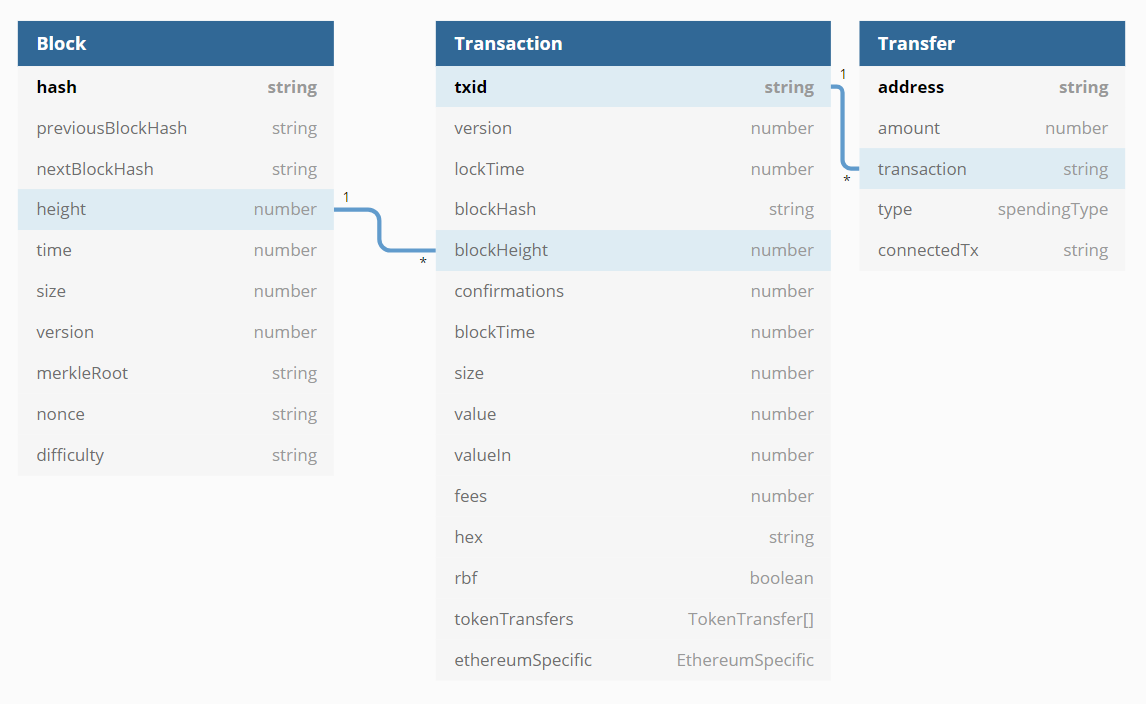 Block
hash string
previousBlockHash string
nextBlockHash string
height number
time number
size number
version number
merkleRoot string
nonce string
difficulty string
1
*
Transaction
txid string
version number
lockTime number
blockHash string
blockHeight number
confirmations number
blockTime number
size number
value number
valueIn number
fees number
hex string
rbf boolean
tokenTransfers TokenTransfer[]
ethereumSpecific EthereumSpecific
1
*
Transfer
address string
amount number
transaction string
type spendingType
connectedTx string